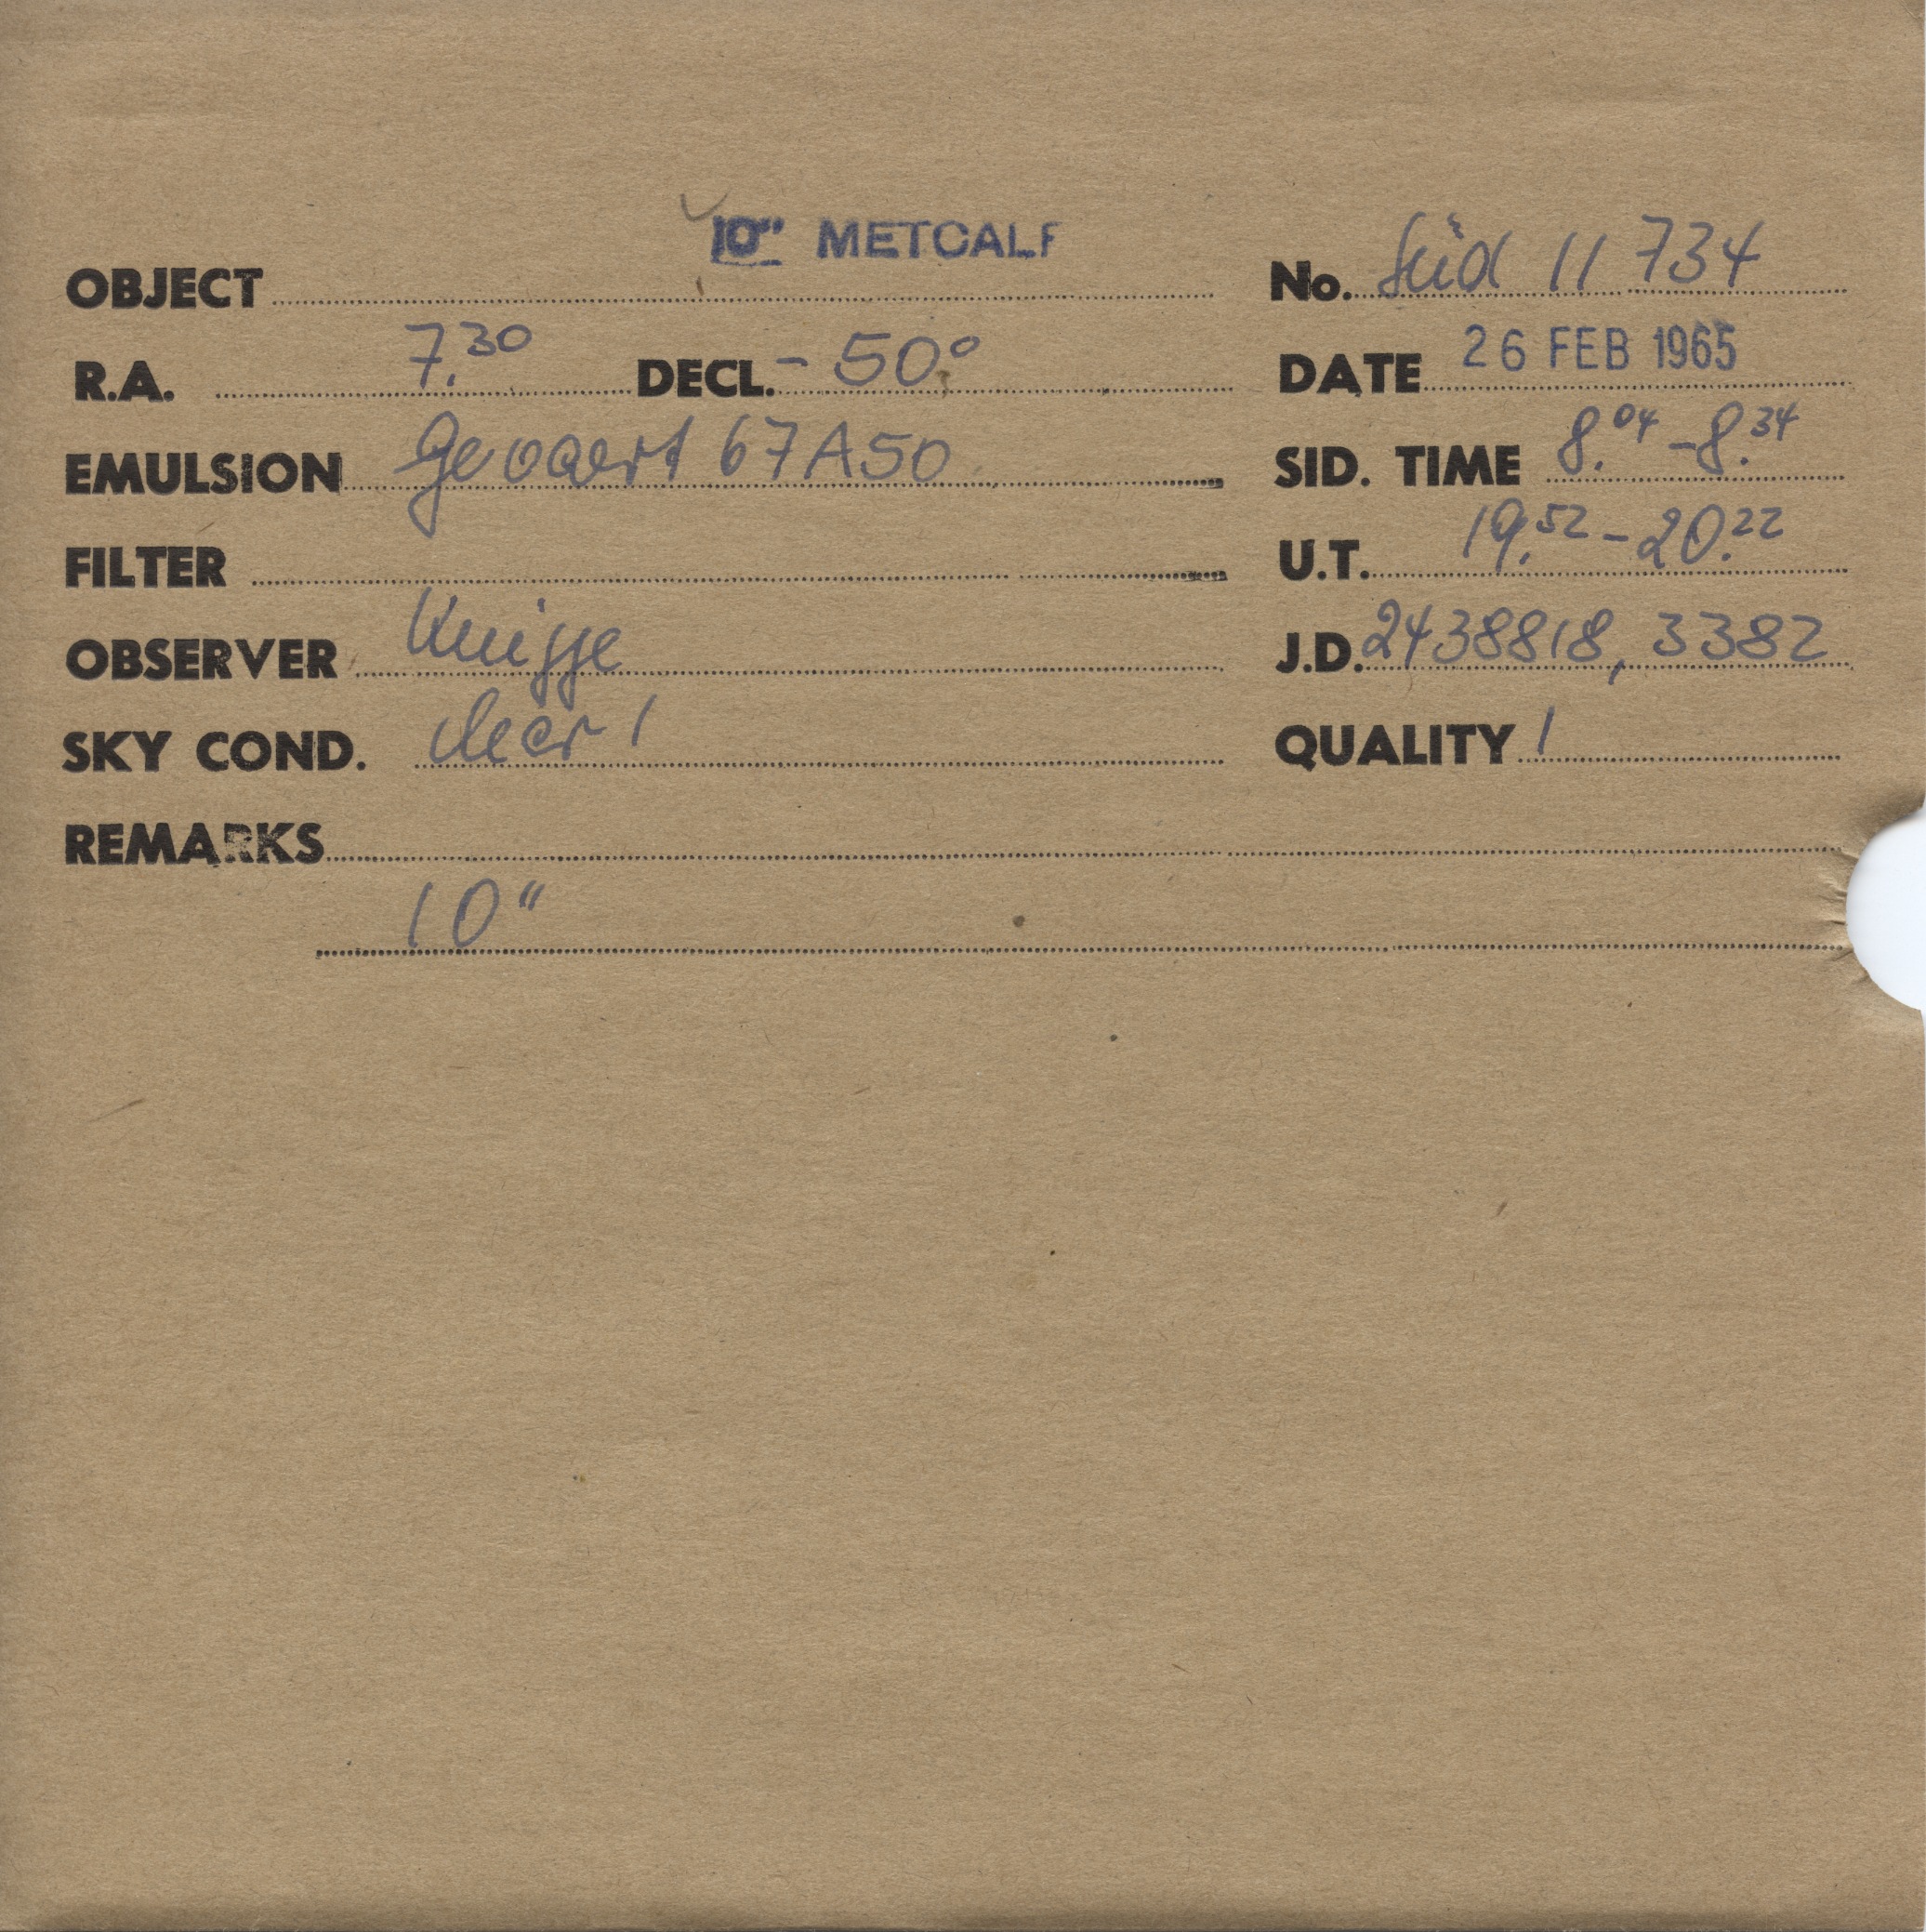 10" METCALF
OBJECT No. Süd 11 734
R.A. 7.30 DECL. - 50° DATE 26 FEB 1965
EMULSION Gevaert 67A50 SID. TIME 8.04 - 8.34
FILTER U.T. 19.52 - 20.22
OBSERVER Knigge J.D. 2438818, 3382
SKY COND. clear 1 QUALITY 1
REMARKS
10"